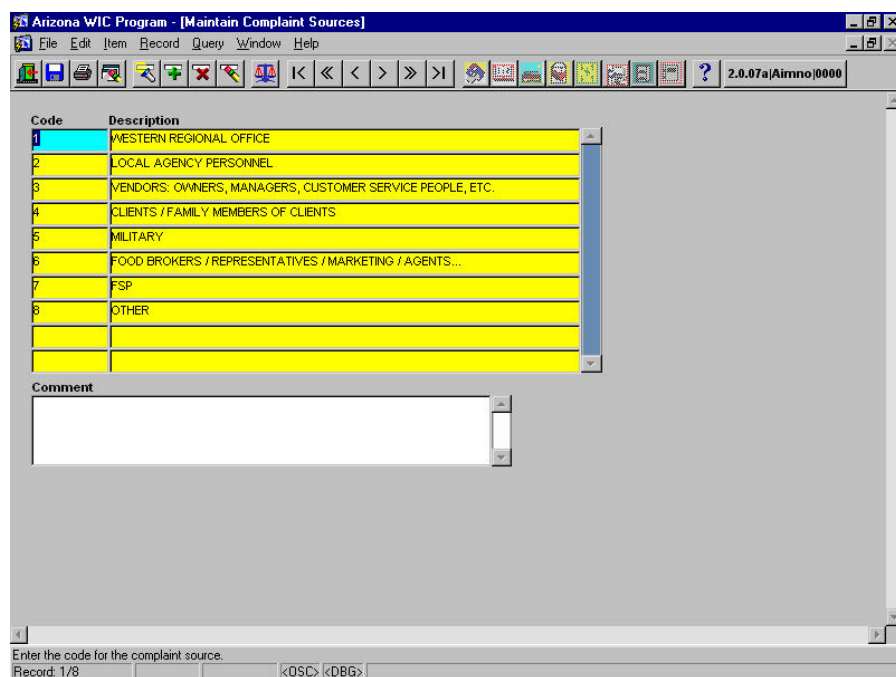 Arizona WIC Program - [Maintain Complaint Sources]
File Edit Item Record Query Window Help
2.0.07a|Aimno|0000
Code Description
1 WESTERN REGIONAL OFFICE
2 LOCAL AGENCY PERSONNEL
3 VENDORS: OWNERS, MANAGERS, CUSTOMER SERVICE PEOPLE, ETC.
4 CLIENTS / FAMILY MEMBERS OF CLIENTS
5 MILITARY
6 FOOD BROKERS / REPRESENTATIVES / MARKETING / AGENTS...
7 FSP
8 OTHER
Comment
Enter the code for the complaint source.
Record: 1/8 <OSC> <DBG>